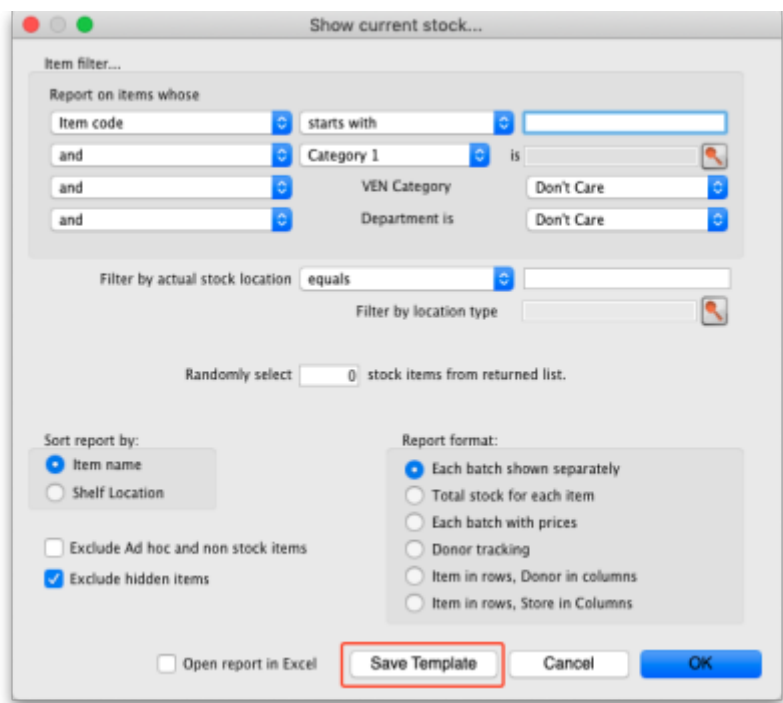 Show current stock...
Item filter...
Report on items whose
Item code starts with
and Category 1 is
and VEN Category Don't Care
and Department is Don't Care
Filter by actual stock location equals
Filter by location type
Randomly select 0 stock items from returned list.
Sort report by:
Item name
Shelf Location
Exclude Ad hoc and non stock items
Exclude hidden items
Report format:
Each batch shown separately
Total stock for each item
Each batch with prices
Donor tracking
Item in rows, Donor in columns
Item in rows, Store in Columns
Open report in Excel Save Template Cancel OK